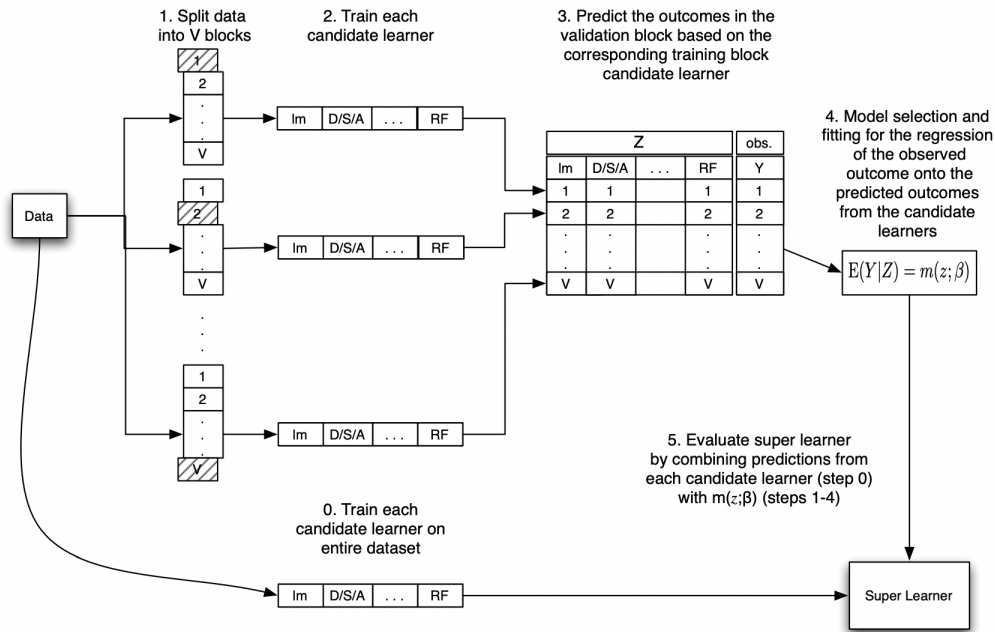 1. Split data
into V blocks
2. Train each
candidate learner
3. Predict the outcomes in the
validation block based on the
corresponding training block
candidate learner
1
2
.
.
.
V
lm D/S/A . . . RF
4. Model selection and
fitting for the regression
of the observed
outcome onto the
predicted outcomes
from the candidate
learners
Data
1
2
.
.
.
V
lm D/S/A . . . RF
Z obs.
lm D/S/A . . . RF Y
1 1 1 1
2 2 2 2
. . . .
. . . .
. . . .
V V V V
E(Y|Z) = m(z; β)
.
.
.
1
2
.
.
.
V
lm D/S/A . . . RF
5. Evaluate super learner
by combining predictions from
each candidate learner (step 0)
with m(z;β) (steps 1-4)
0. Train each
candidate learner on
entire dataset
lm D/S/A . . . RF
Super Learner